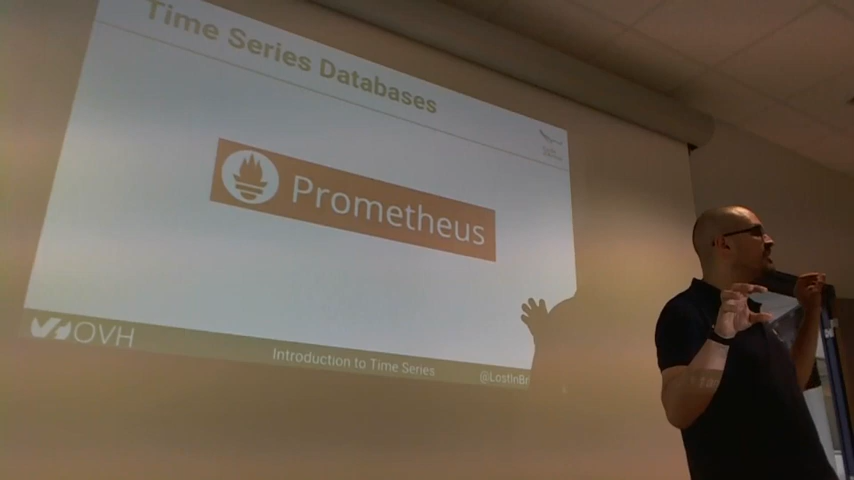 Time Series Databases
Prometheus
OVH
Introduction to Time Series
@LostInBr